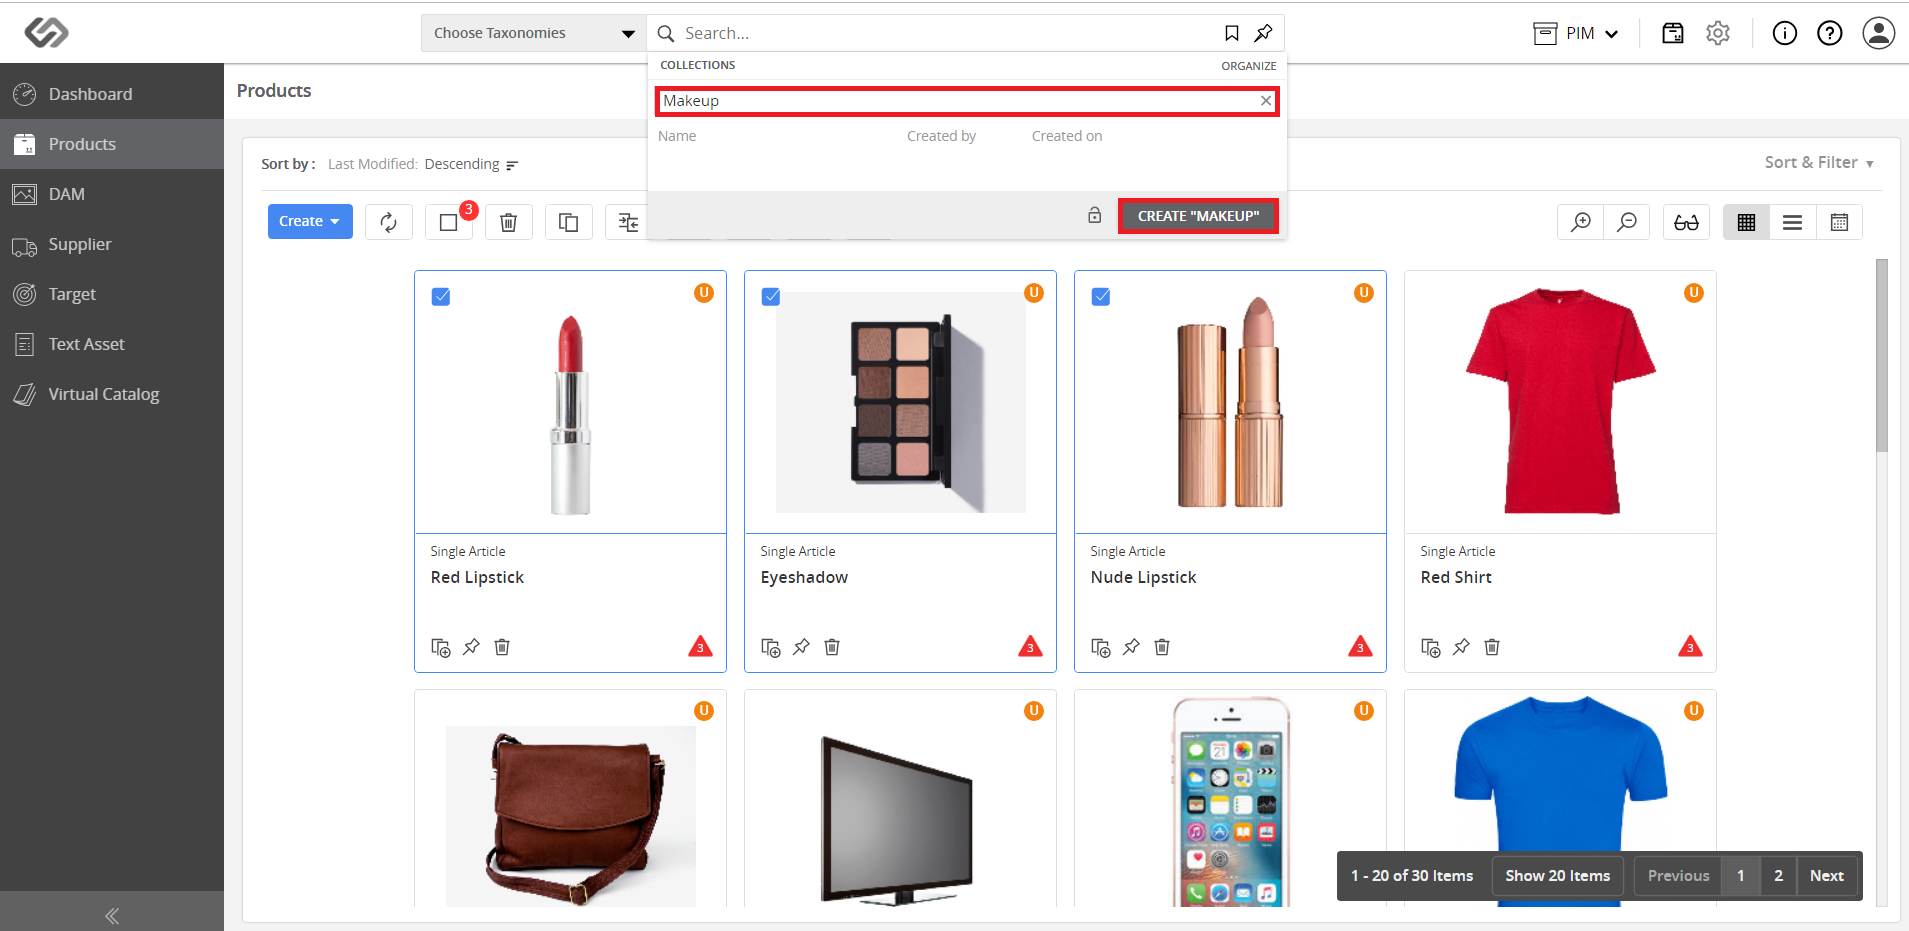 Choose Taxonomies
Search...
PIM
COLLECTIONS
ORGANIZE
Makeup
Name Created by Created on
CREATE "MAKEUP"
Dashboard
Products
DAM
Supplier
Target
Text Asset
Virtual Catalog
Products
Sort by : Last Modified: Descending
Sort & Filter
Create
3
U
U
U
U
Single Article
Red Lipstick
3
Single Article
Eyeshadow
3
Single Article
Nude Lipstick
3
Single Article
Red Shirt
3
U
U
U
U
21
1 - 20 of 30 Items
Show 20 Items
Previous
1
2
Next